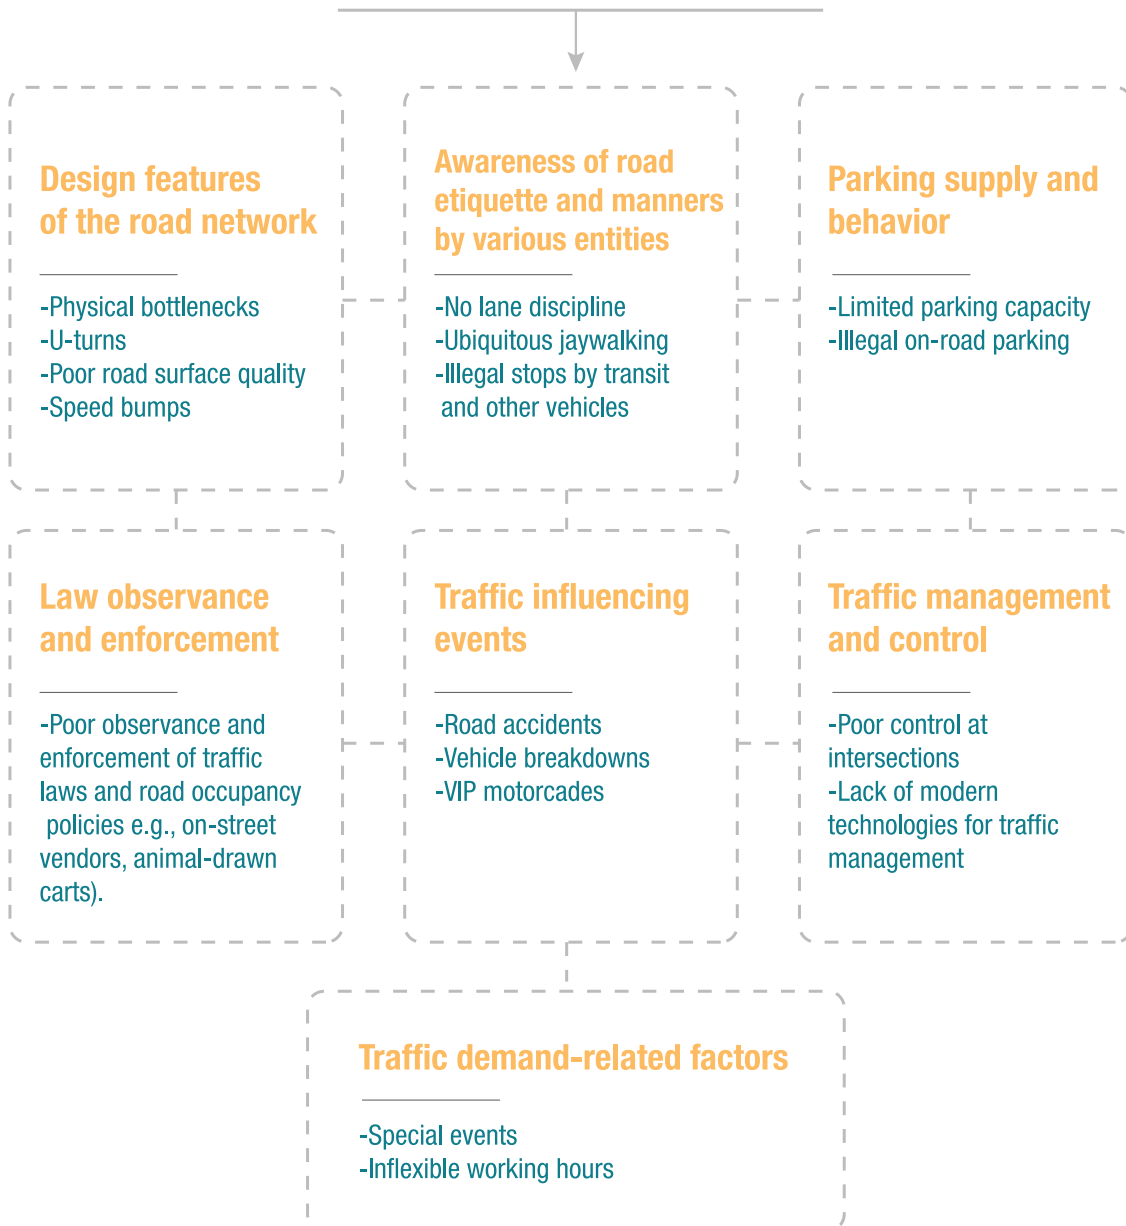 Design features
of the road network
-Physical bottlenecks
-U-turns
-Poor road surface quality
-Speed bumps
Awareness of road
etiquette and manners
by various entities
-No lane discipline
-Ubiquitous jaywalking
-Illegal stops by transit
and other vehicles
Parking supply and
behavior
-Limited parking capacity
-Illegal on-road parking
Law observance
and enforcement
-Poor observance and
enforcement of traffic
laws and road occupancy
policies e.g., on-street
vendors, animal-drawn
carts).
Traffic influencing
events
-Road accidents
-Vehicle breakdowns
-VIP motorcades
Traffic management
and control
-Poor control at
intersections
-Lack of modern
technologies for traffic
management
Traffic demand-related factors
-Special events
-Inflexible working hours